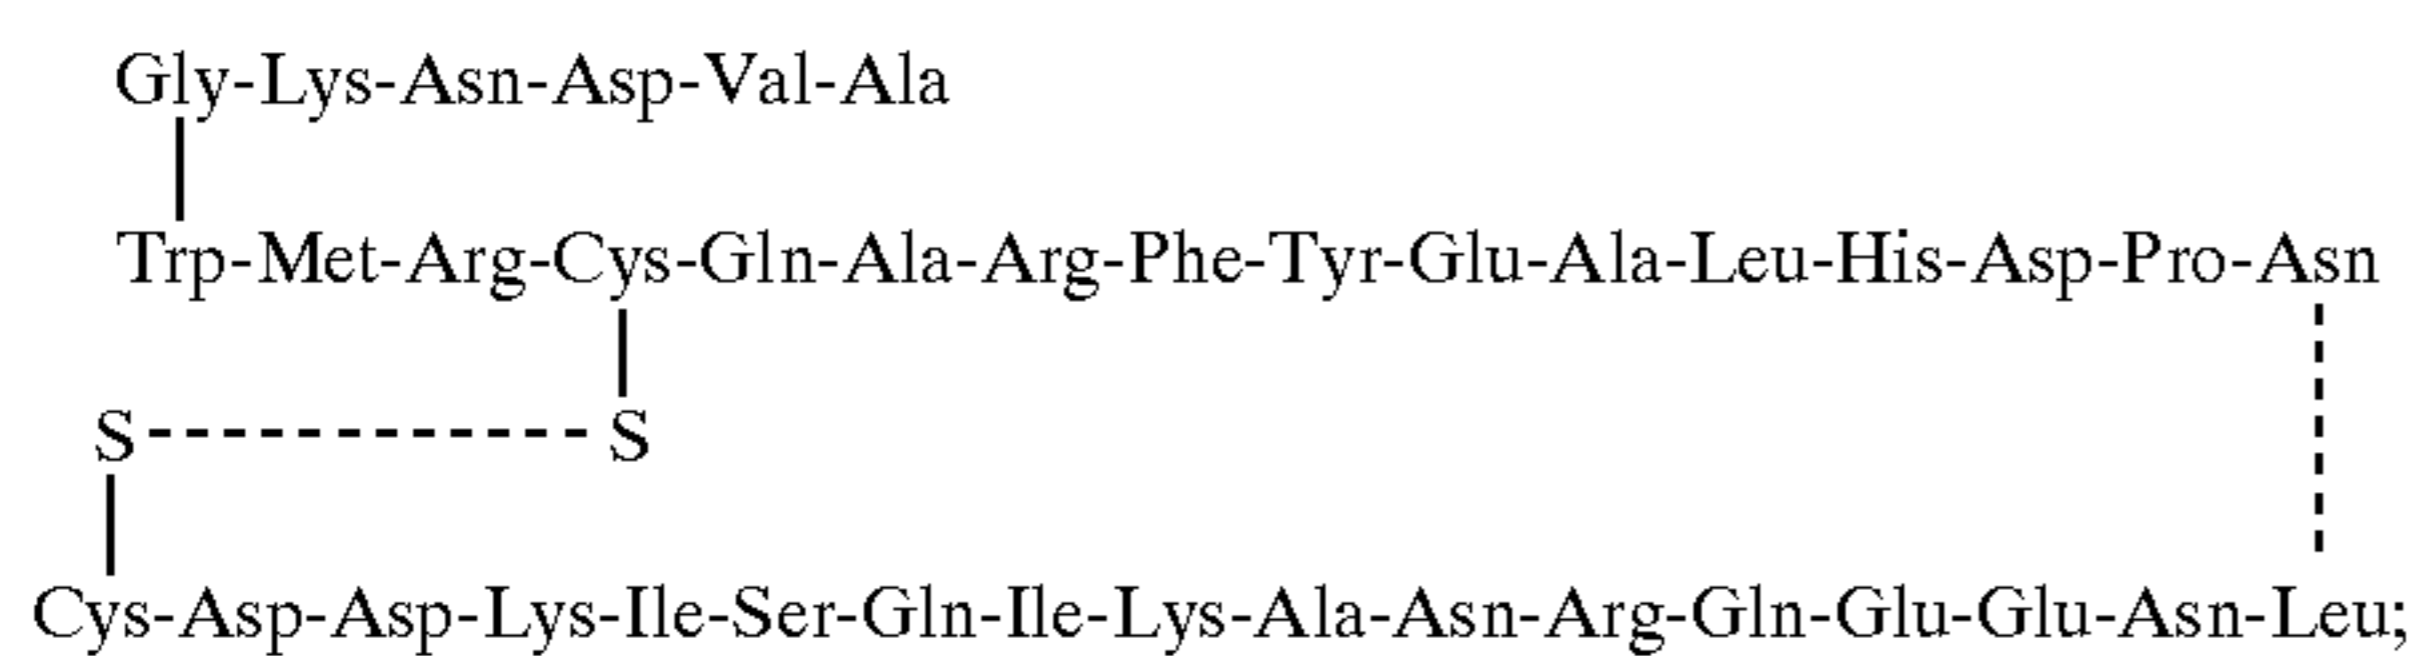 Gly-Lys-Asn-Asp-Val-Ala
Trp-Met-Arg-Cys-Gln-Ala-Arg-Phe-Tyr-Glu-Ala-Leu-His-Asp-Pro-Asn
S S
Cys-Asp-Asp-Lys-Ile-Ser-Gln-Ile-Lys-Ala-Asn-Arg-Gln-Glu-Glu-Asn-Leu;